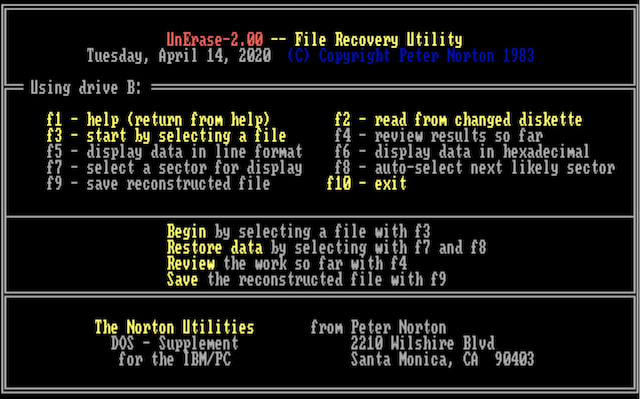 UnErase-2.00 -- File Recovery Utility
Tuesday, April 14, 2020 (C) Copyright Peter Norton 1983
Using drive B:
f1 - help (return from help) f2 - read from changed diskette
f3 - start by selecting a file f4 - review results so far
f5 - display data in line format f6 - display data in hexadecimal
f7 - select a sector for display f8 - auto-select next likely sector
f9 - save reconstructed file f10 - exit
Begin by selecting a file with f3
Restore data by selecting with f7 and f8
Review the work so far with f4
Save the reconstructed file with f9
The Norton Utilities from Peter Norton
DOS - Supplement 2210 Wilshire Blvd
for the IBM/PC Santa Monica, CA 90403